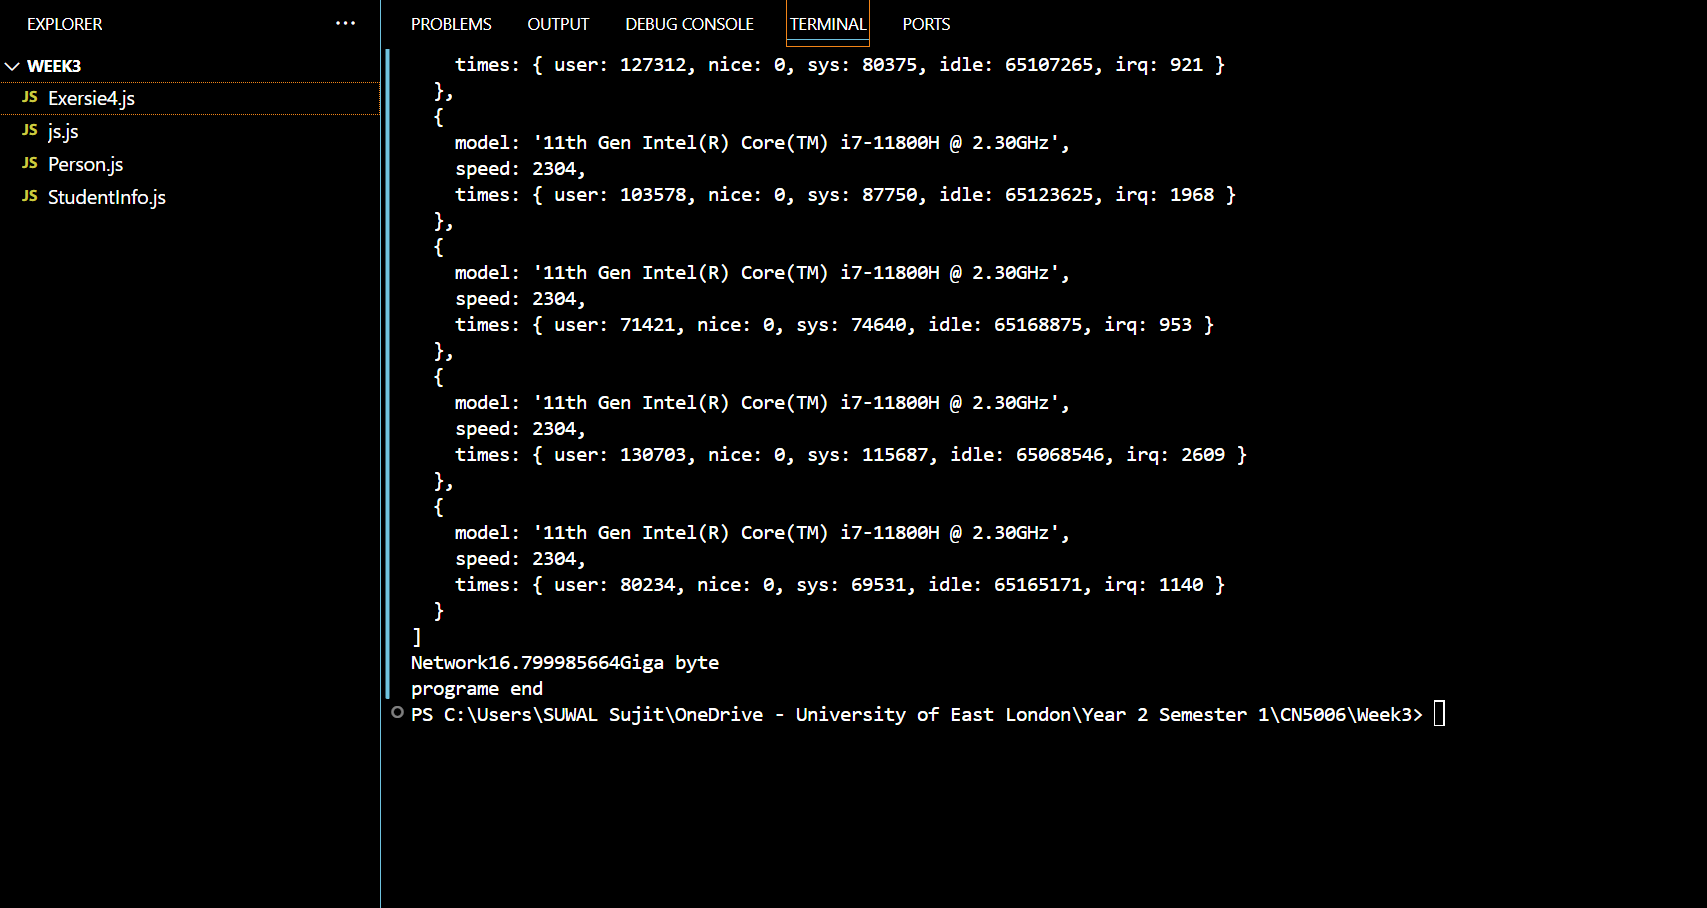 EXPLORER
WEEK3
JS Exersie4.js
JS js.js
JS Person.js
JS StudentInfo.js
PROBLEMS OUTPUT DEBUG CONSOLE TERMINAL PORTS
times: { user: 127312, nice: 0, sys: 80375, idle: 65107265, irq: 921 }
},
{
model: '11th Gen Intel(R) Core(TM) i7-11800H @ 2.30GHz',
speed: 2304,
times: { user: 103578, nice: 0, sys: 87750, idle: 65123625, irq: 1968 }
},
{
model: '11th Gen Intel(R) Core(TM) i7-11800H @ 2.30GHz',
speed: 2304,
times: { user: 71421, nice: 0, sys: 74640, idle: 65168875, irq: 953 }
},
{
model: '11th Gen Intel(R) Core(TM) i7-11800H @ 2.30GHz',
speed: 2304,
times: { user: 130703, nice: 0, sys: 115687, idle: 65068546, irq: 2609 }
},
{
model: '11th Gen Intel(R) Core(TM) i7-11800H @ 2.30GHz',
speed: 2304,
times: { user: 80234, nice: 0, sys: 69531, idle: 65165171, irq: 1140 }
}
]
Network16.799985664Giga byte
programe end
PS C:\Users\SUWAL Sujit\OneDrive - University of East London\Year 2 Semester 1\CN5006\Week3>